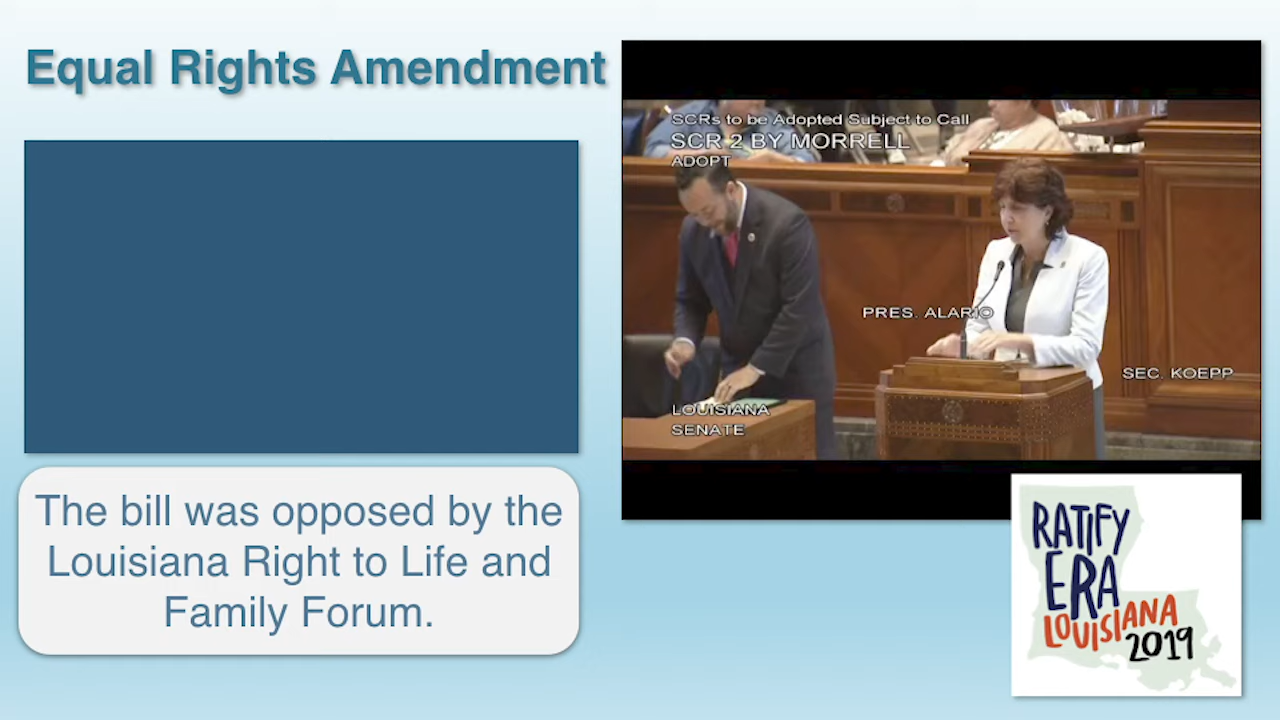 Equal Rights Amendment
SCRs to be Adopted Subject to Call
SCR 2 BY MORRELL
ADOPT
PRES. ALARIO
SEC. KOEPP
LOUISIANA
SENATE
The bill was opposed by the
Louisiana Right to Life and
Family Forum.
RATIFY
ERA
LOUISIANA
2019